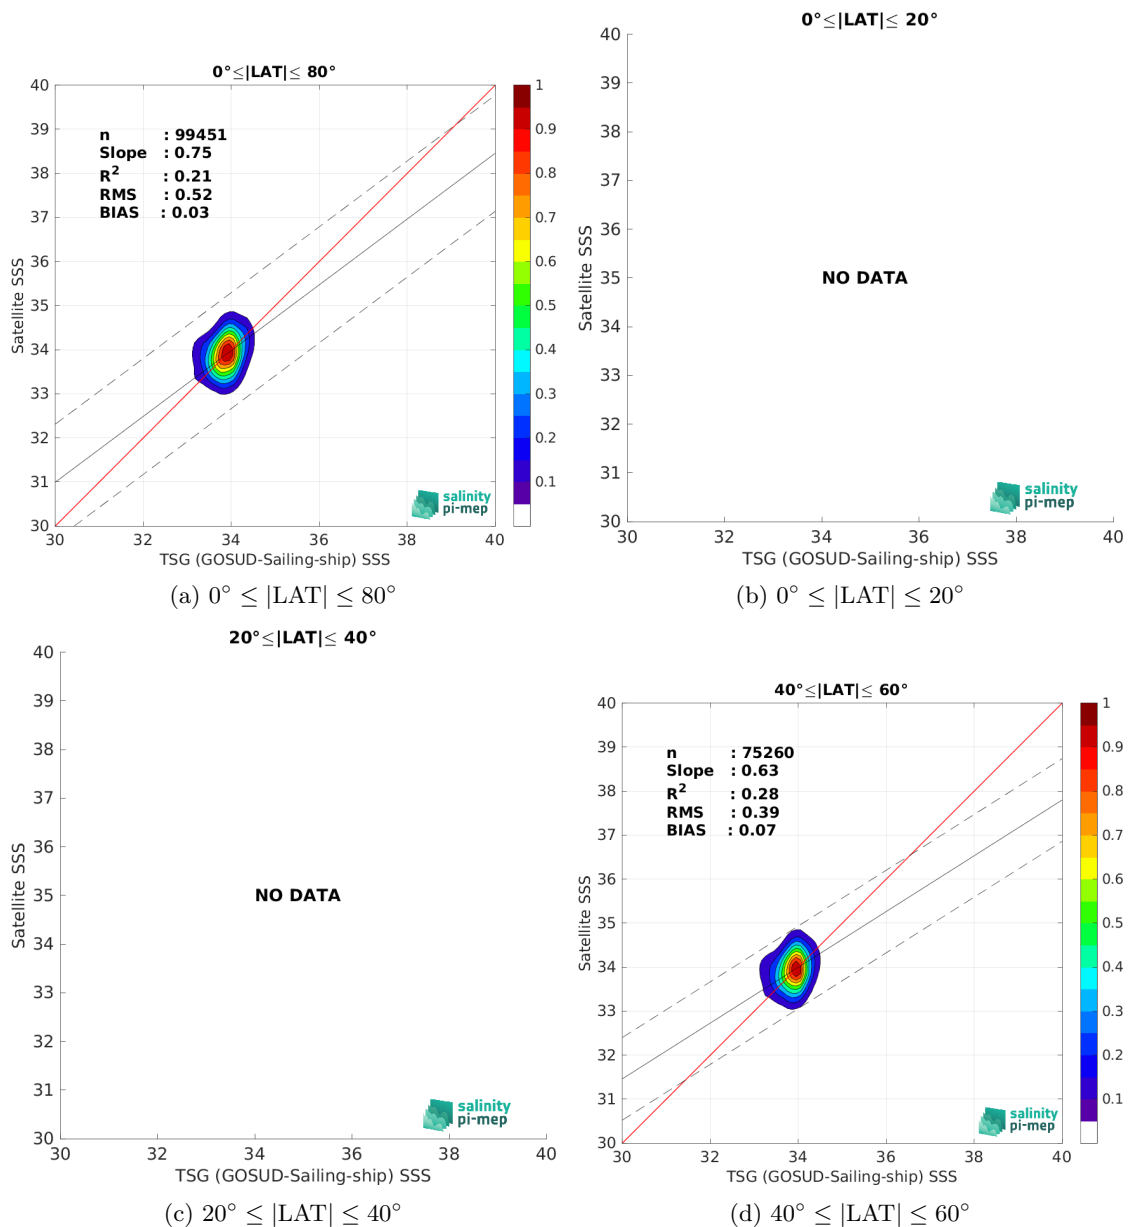 0°≤|LAT|≤ 80°
40
39
38
37
36
35
34
33
32
31
30
Satellite SSS
n : 99451
Slope : 0.75
R² : 0.21
RMS : 0.52
BIAS : 0.03
1
0.9
0.8
0.7
0.6
0.5
0.4
0.3
0.2
0.1
salinity
pi-mep
30 32 34 36 38 40
TSG (GOSUD-Sailing-ship) SSS
(a) 0° ≤ |LAT| ≤ 80°
0°≤|LAT|≤ 20°
40
39
38
37
36
35
34
33
32
31
30
Satellite SSS
NO DATA
salinity
pi-mep
30 32 34 36 38 40
TSG (GOSUD-Sailing-ship) SSS
(b) 0° ≤ |LAT| ≤ 20°
20°≤|LAT|≤ 40°
40
39
38
37
36
35
34
33
32
31
30
Satellite SSS
NO DATA
salinity
pi-mep
30 32 34 36 38 40
TSG (GOSUD-Sailing-ship) SSS
(c) 20° ≤ |LAT| ≤ 40°
40°≤|LAT|≤ 60°
40
39
38
37
36
35
34
33
32
31
30
Satellite SSS
n : 75260
Slope : 0.63
R² : 0.28
RMS : 0.39
BIAS : 0.07
1
0.9
0.8
0.7
0.6
0.5
0.4
0.3
0.2
0.1
salinity
pi-mep
30 32 34 36 38 40
TSG (GOSUD-Sailing-ship) SSS
(d) 40° ≤ |LAT| ≤ 60°